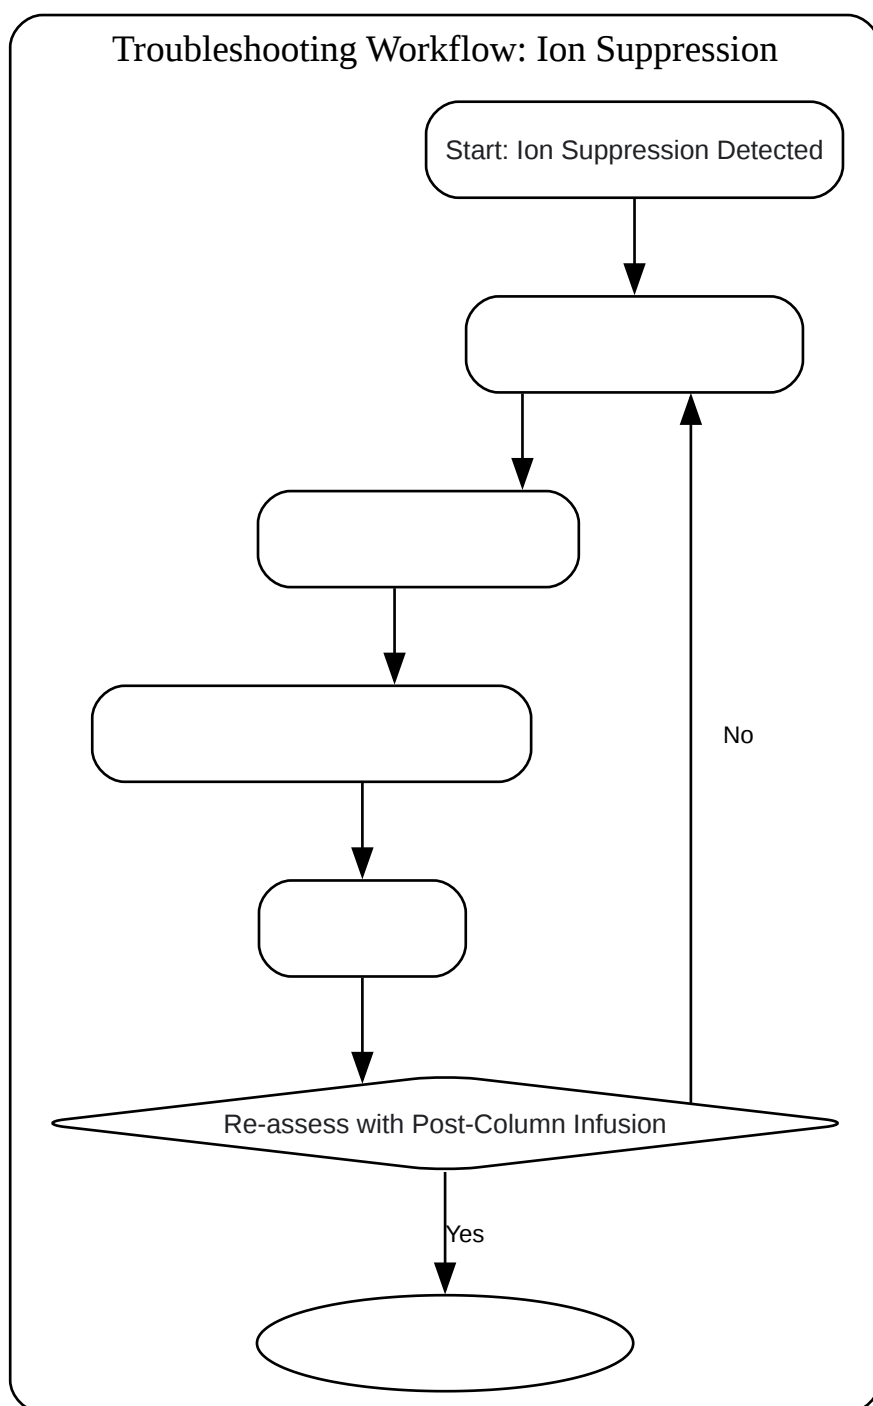 Troubleshooting Workflow: Ion Suppression
Start: Ion Suppression Detected
No
Re-assess with Post-Column Infusion
Yes